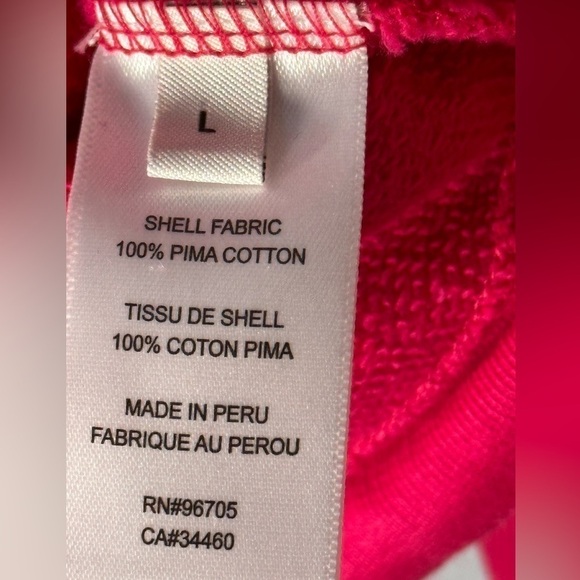 L
SHELL FABRIC
100% PIMA COTTON
TISSU DE SHELL
100% COTON PIMA
MADE IN PERU
FABRIQUE AU PEROU
RN#96705
CA#34460